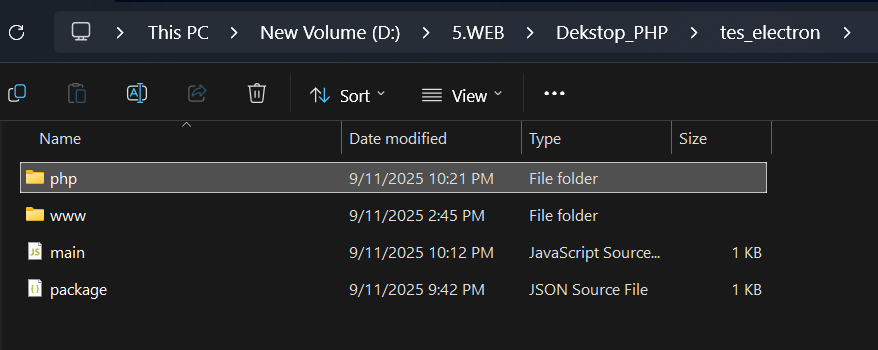 This PC > New Volume (D:) > 5.WEB > Dekstop_PHP > tes_electron >
Sort View
Name Date modified Type Size
php 9/11/2025 10:21 PM File folder
www 9/11/2025 2:45 PM File folder
main 9/11/2025 10:12 PM JavaScript Source... 1 KB
package 9/11/2025 9:42 PM JSON Source File 1 KB